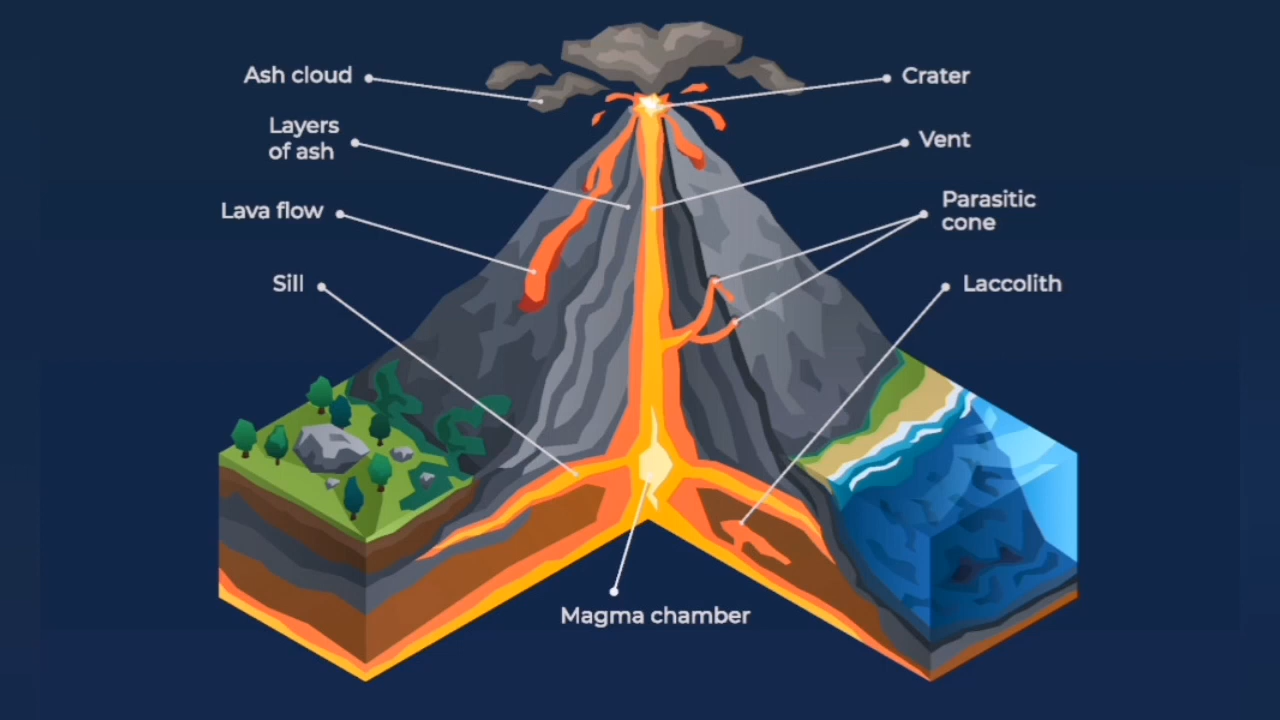 Ash cloud
Crater
Layers
of ash
Vent
Lava flow
Parasitic
cone
Sill
Laccolith
Magma chamber